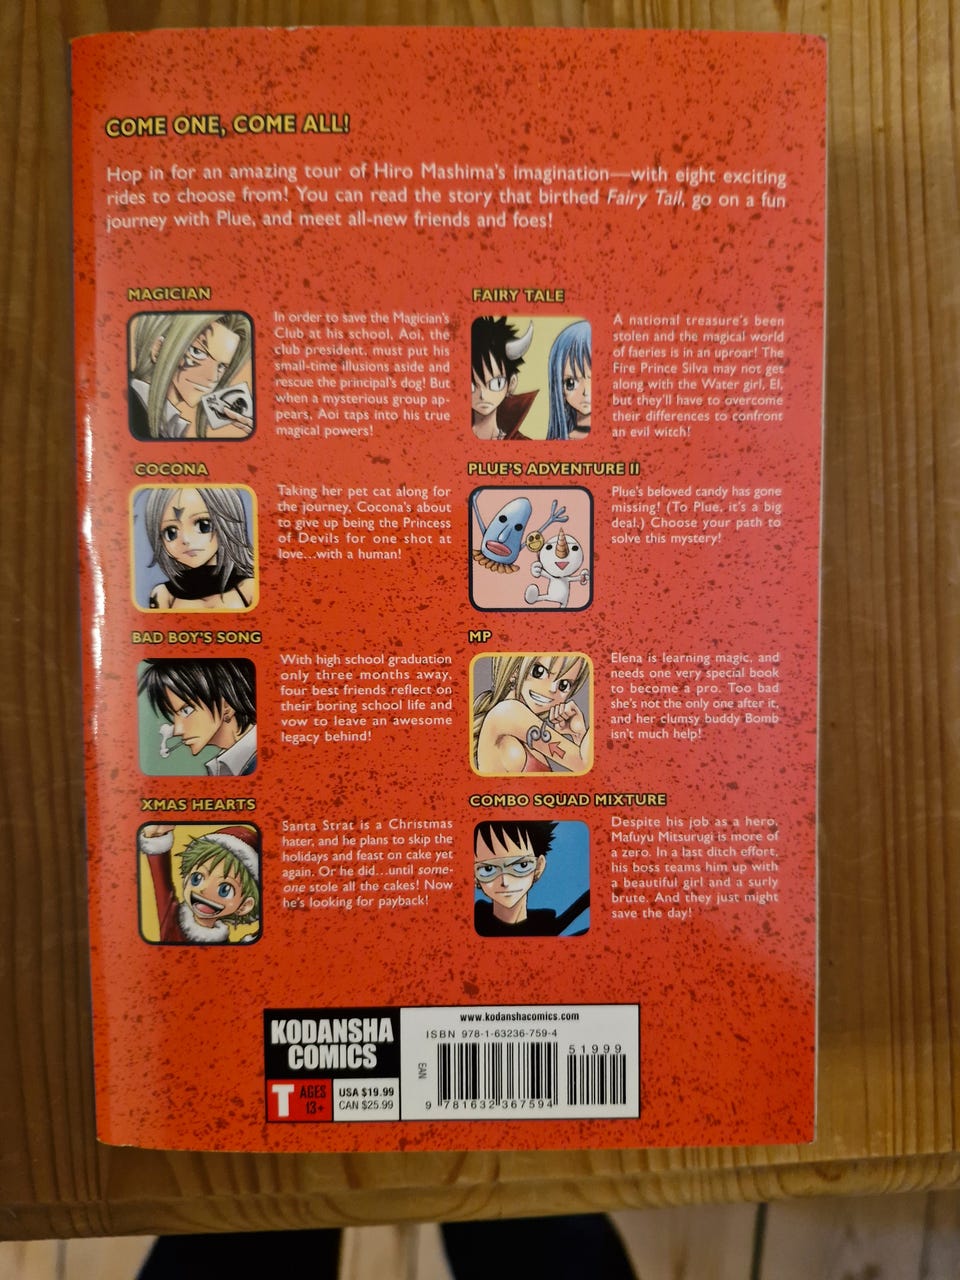 COME ONE, COME ALL!
Hop in for an amazing tour of Hiro Mashima's imagination—with eight exciting
rides to choose from! You can read the story that birthed Fairy Tail, go on a fun
journey with Plue, and meet all-new friends and foes!
MAGICIAN
In order to save the Magician's
Club at his school, Aoi, the
club president, must put his
small-time illusions aside and
rescue the principal's dog! But
when a mysterious group ap-
pears, Aoi taps into his true
magical powers!
FAIRY TALE
A national treasure's been
stolen and the magical world
of faeries is in an uproar! The
Fire Prince Silva may not get
along with the Water girl, El,
but they'll have to overcome
their differences to confront
an evil witch!
COCONA
Taking her pet cat along for
the journey, Cocona's about
to give up being the Princess
of Devils for one shot at
love...with a human!
PLUE'S ADVENTURE II
Plue's beloved candy has gone
missing! (To Plue, it's a big
deal.) Choose your path to
solve this mystery!
BAD BOY'S SONG
With high school graduation
only three months away,
four best friends reflect on
their boring school life and
vow to leave an awesome
legacy behind!
MP
Elena is learning magic, and
needs one very special book
to become a pro. Too bad
she's not the only one after it,
and her clumsy buddy Bomb
isn't much help!
XMAS HEARTS
Santa Strat is a Christmas
hater, and he plans to skip the
holidays and feast on cake yet
again. Or he did...until some-
one stole all the cakes! Now
he's looking for payback!
COMBO SQUAD MIXTURE
Despite his job as a hero,
Mafuyu Mitsurugi is more of
a zero. In a last ditch effort,
his boss teams him up with
a beautiful girl and a surly
brute. And they just might
save the day!
KODANSHA
COMICS
T AGES
13+
USA $19.99
CAN $25.99
www.kodanshacomics.com
ISBN 978-1-63236-759-4
51999
EAN
9 781632 367594